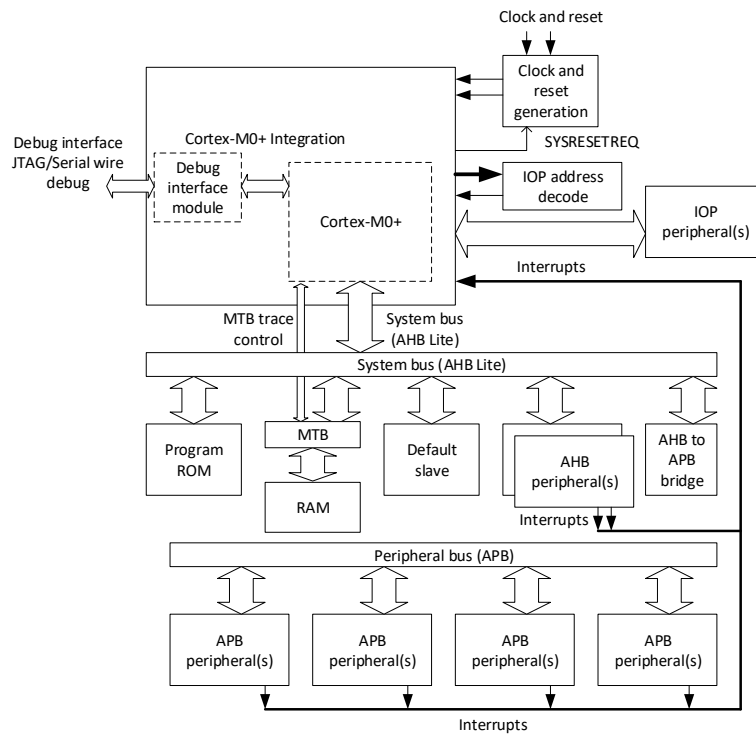 Clock and reset
Clock and
reset
generation
Cortex-M0+ Integration
SYSRESETREQ
Debug interface
JTAG/Serial wire
debug
Debug
interface
module
Cortex-M0+
IOP address
decode
IOP
peripheral(s)
Interrupts
MTB trace
control
System bus
(AHB Lite)
System bus (AHB Lite)
Program
ROM
MTB
RAM
Default
slave
AHB
peripheral(s)
AHB to
APB
bridge
Interrupts
Peripheral bus (APB)
APB
peripheral(s)
APB
peripheral(s)
APB
peripheral(s)
APB
peripheral(s)
Interrupts